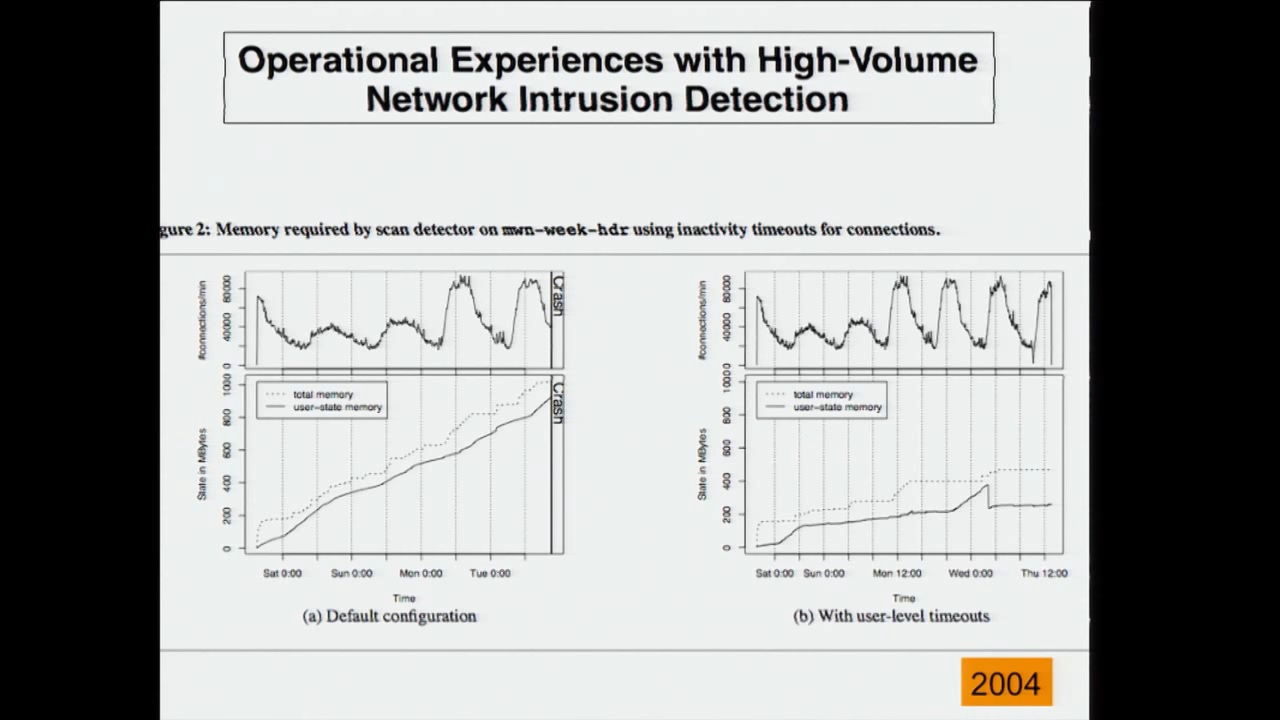 Operational Experiences with High-Volume
Network Intrusion Detection
gure 2: Memory required by scan detector on mwn-week-hdr using inactivity timeouts for connections.
#connections/min
0 40000 80000
Crash
State in MBytes
0 200 400 600 800 1000
total memory
user-state memory
Crash
Sat 0:00 Sun 0:00 Mon 0:00 Tue 0:00
Time
(a) Default configuration
#connections/min
0 40000 80000
State in MBytes
0 200 400 600 800 1000
total memory
user-state memory
Sat 0:00 Sun 0:00 Mon 12:00 Wed 0:00 Thu 12:00
Time
(b) With user-level timeouts
2004